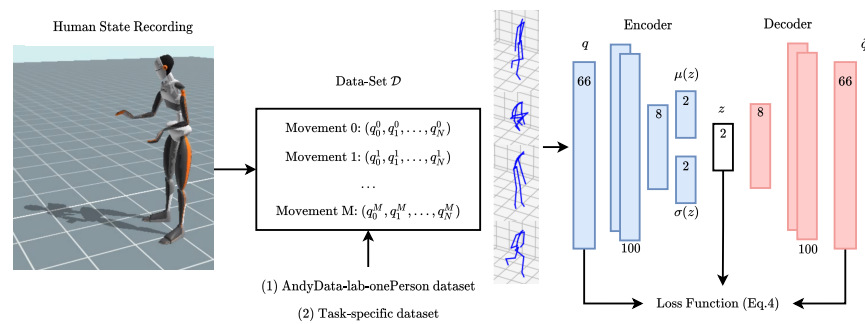 Human State Recording
Data-Set 𝒟
Movement 0: (q_0^0, q_1^0, . . . , q_N^0)
Movement 1: (q_0^1, q_1^1, . . . , q_N^1)
. . .
Movement M: (q_0^M, q_1^M, . . . , q_N^M)
(1) AndyData-lab-onePerson dataset
(2) Task-specific dataset
Encoder
Decoder
q
66
100
8
μ(z)
2
2
σ(z)
z
2
8
100
66
Loss Function (Eq.4)